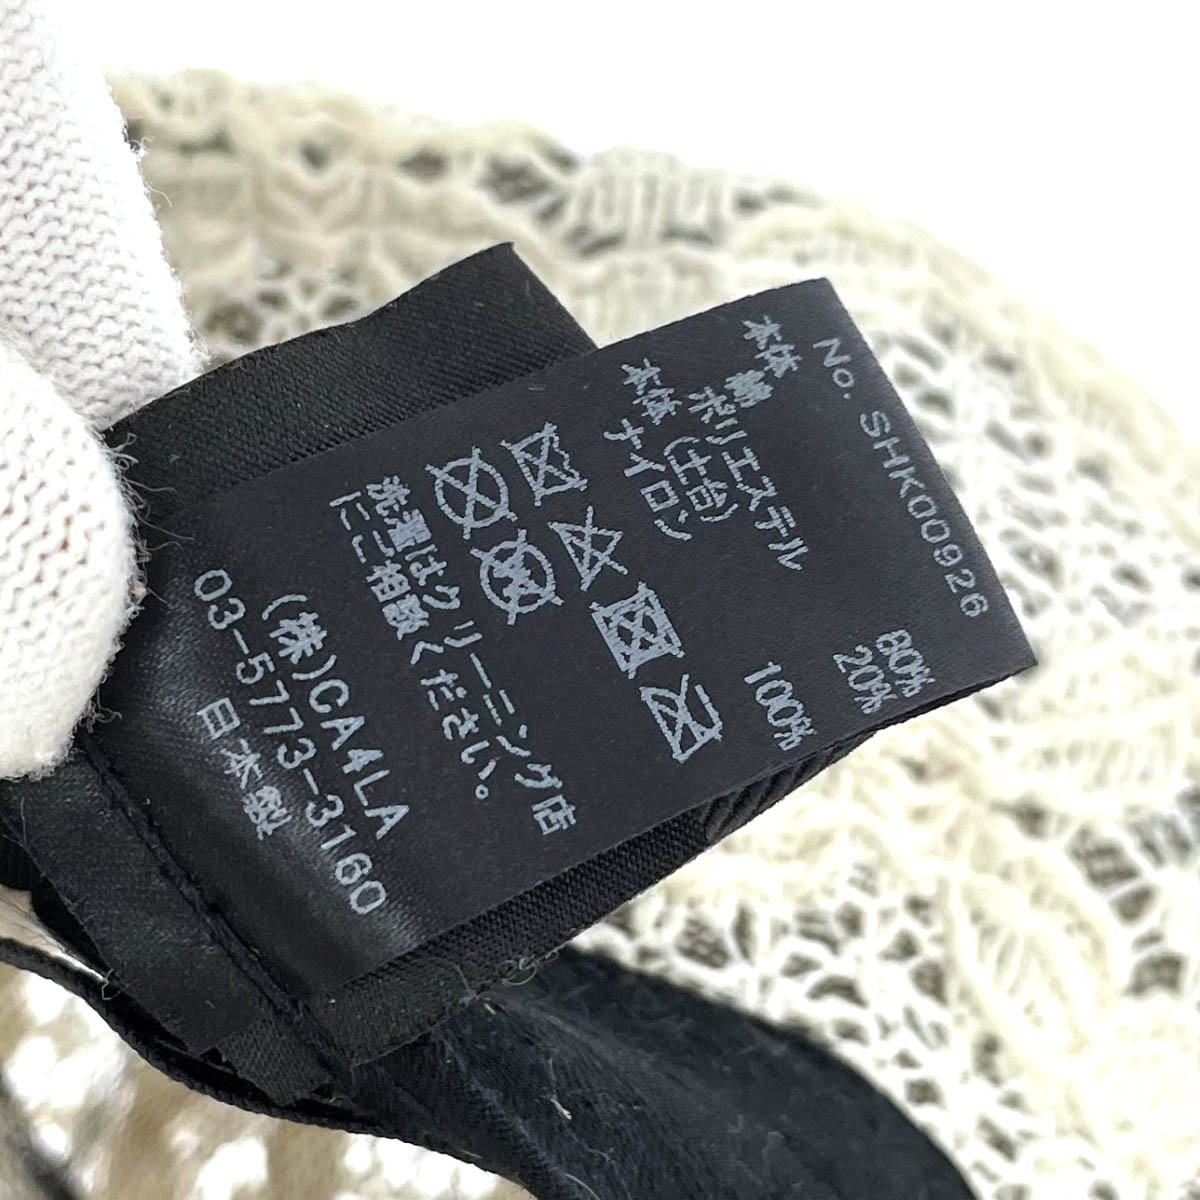 No. SHK00926
本体 綿 80%
ポリエステル 20%
本体(土台)
ナイロン 100%
洗濯はクリーニング店
にご相談ください。
(株)CA4LA
03-5773-3160
日本製